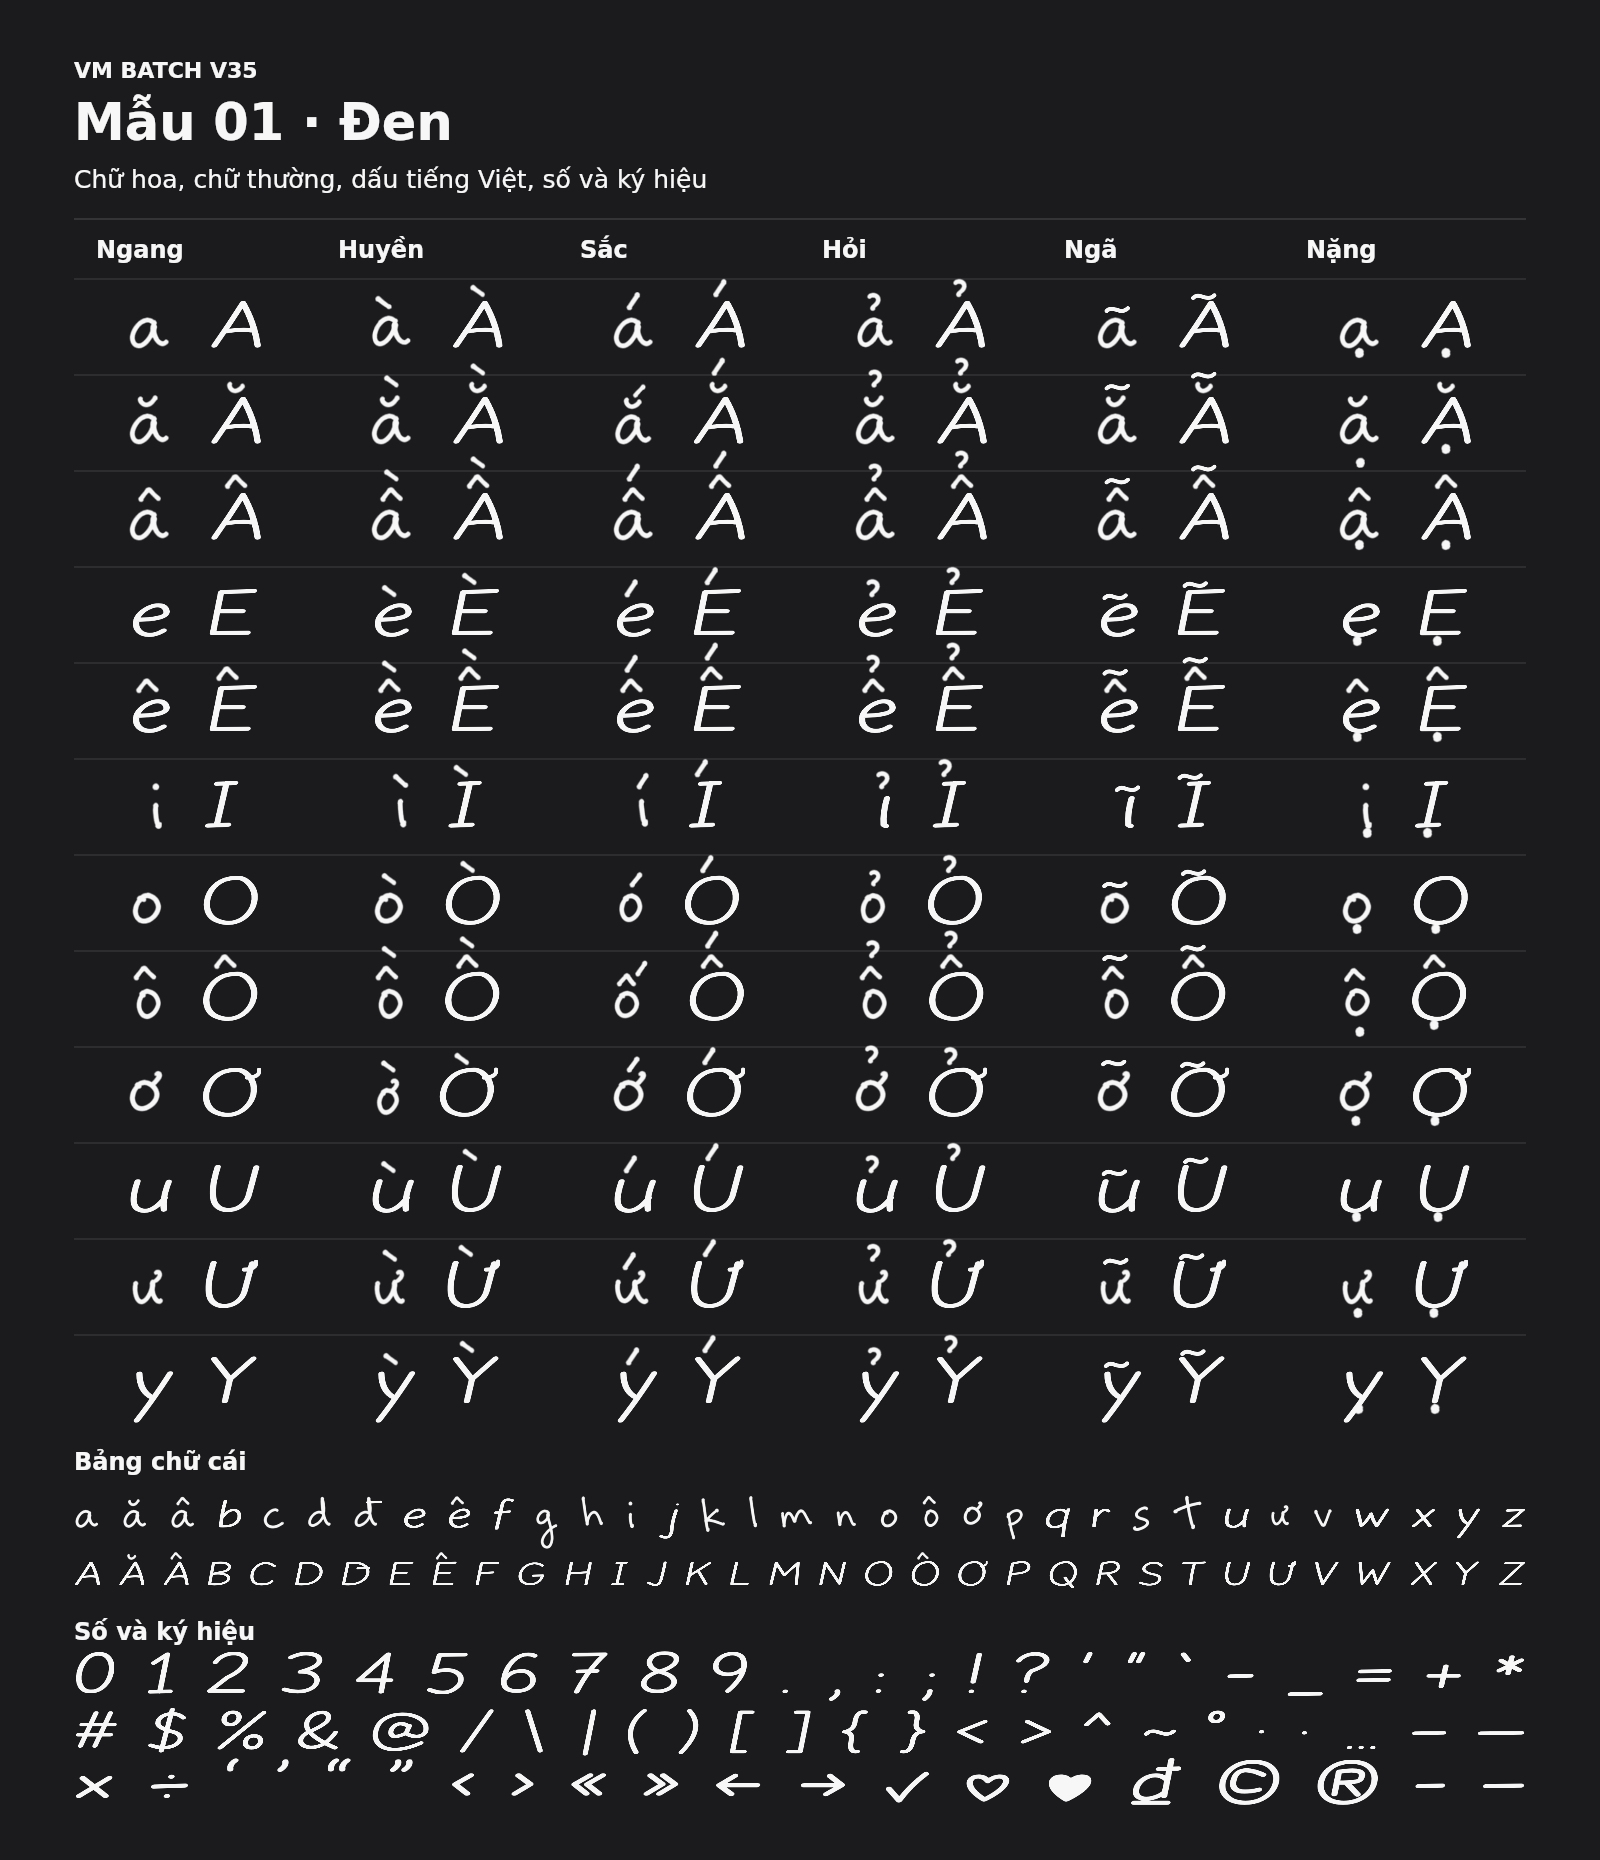 VM BATCH V35
Mẫu 01 · Đen
Chữ hoa, chữ thường, dấu tiếng Việt, số và ký hiệu
Ngang Huyền Sắc Hỏi Ngã Nặng
a A à À á Á ả Ả ã Ã ạ Ạ
ă Ă ằ Ằ ắ Ắ ẳ Ẳ ẵ Ẵ ặ Ặ
â Â ầ Ầ ấ Ấ ẩ Ẩ ẫ Ẫ ậ Ậ
e E è È é É ẻ Ẻ ẽ Ẽ ẹ Ẹ
ê Ê ề Ề ế Ế ể Ể ễ Ễ ệ Ệ
i I ì Ì í Í ỉ Ỉ ĩ Ĩ ị Ị
o O ò Ò ó Ó ỏ Ỏ õ Õ ọ Ọ
ô Ô ồ Ồ ố Ố ổ Ổ ỗ Ỗ ộ Ộ
ơ Ơ ờ Ờ ớ Ớ ở Ở ỡ Ỡ ợ Ợ
u U ù Ù ú Ú ủ Ủ ũ Ũ ụ Ụ
ư Ư ừ Ừ ứ Ứ ử Ử ữ Ữ ự Ự
y Y ỳ Ỳ ý Ý ỷ Ỷ ỹ Ỹ ỵ Ỵ
Bảng chữ cái
a ă â b c d đ e ê f g h i j k l m n o ô ơ p q r s t u ư v w x y z
A Ă Â B C D Đ E Ê F G H I J K L M N O Ô Ơ P Q R S T U Ư V W X Y Z
Số và ký hiệu
0 1 2 3 4 5 6 7 8 9 . , : ; ! ? ' " ` - _ = + *
# $ % & @ / \ | ( ) [ ] { } < > ^ ~ ° · · … – —
× ÷ ‘ ’ “ ” ‹ › « » ← → ✓ ♡ ♥ ₫ © ® – —